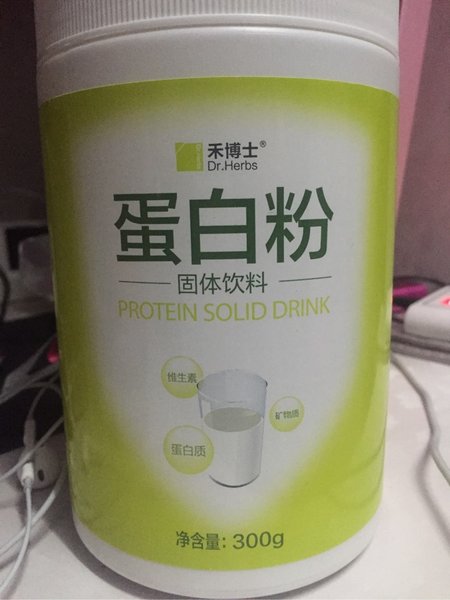 禾博士®
Dr.Herbs
蛋白粉
固体饮料
PROTEIN SOLID DRINK
维生素
矿物质
蛋白质
净含量：300g